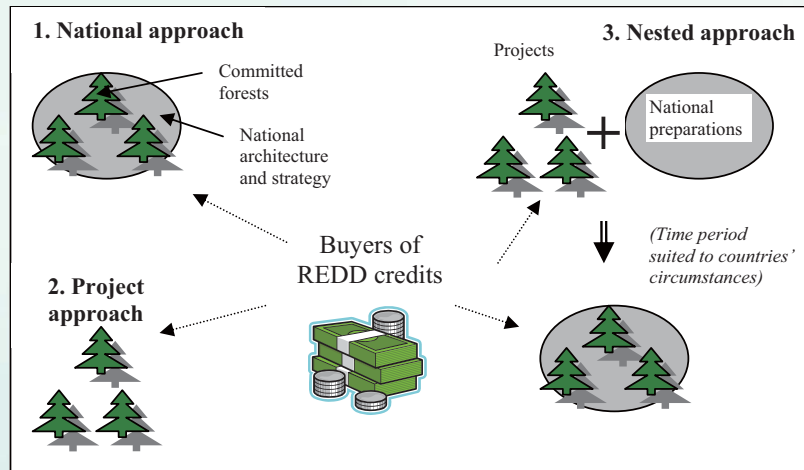 1. National approach
Committed
forests
National
architecture
and strategy
3. Nested approach
Projects
National
preparations
(Time period
suited to countries’
circumstances)
Buyers of
REDD credits
2. Project
approach